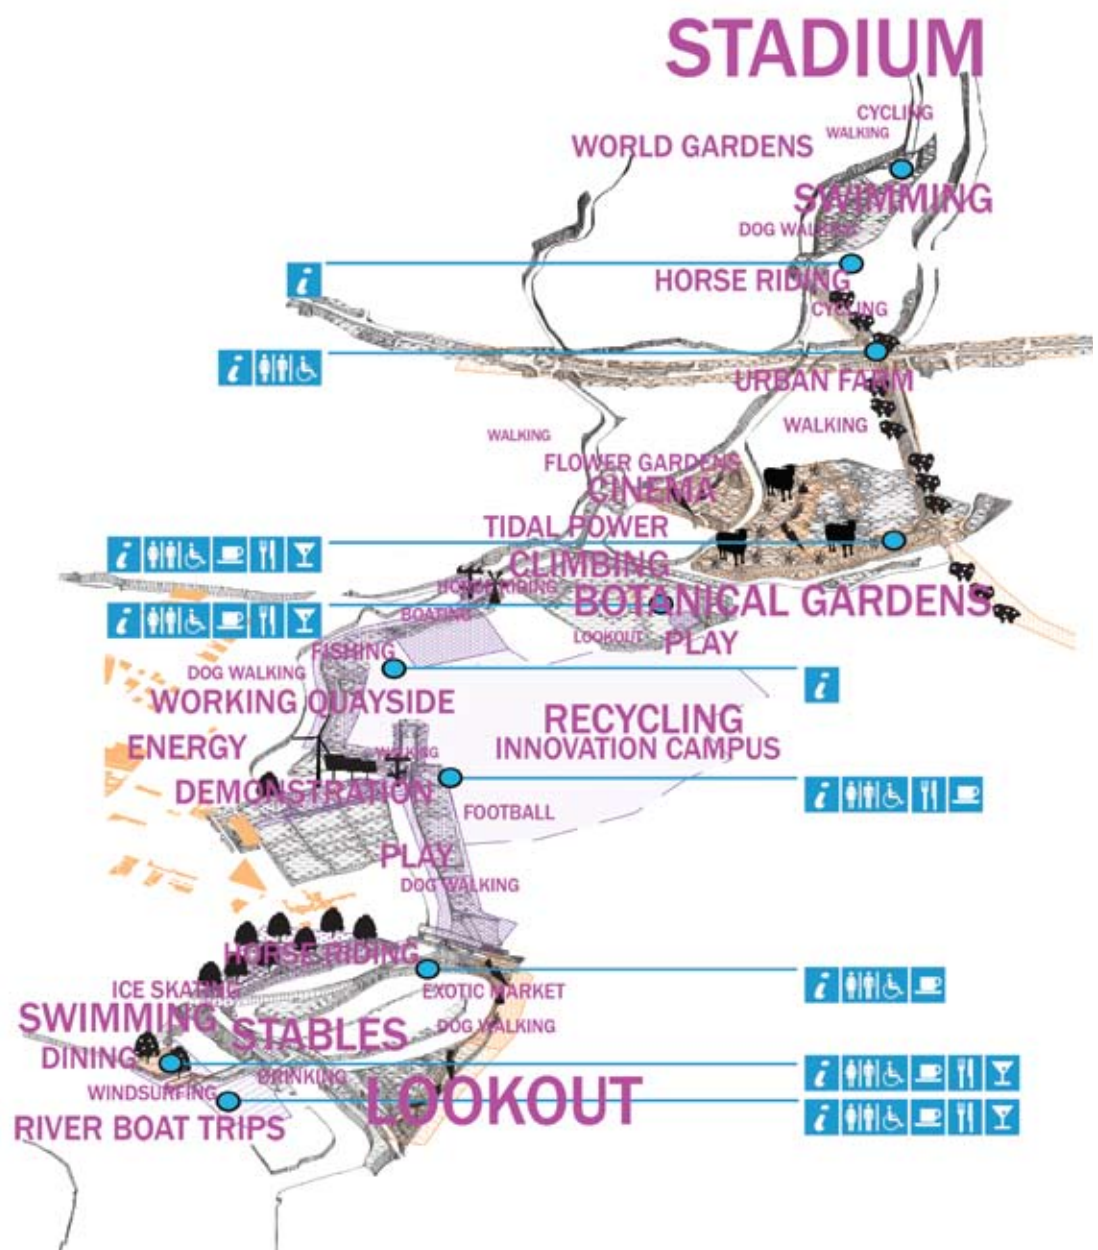 STADIUM
CYCLING
WALKING
WORLD GARDENS
SWIMMING
DOG WALKING
i
HORSE RIDING
CYCLING
i
URBAN FARM
WALKING
WALKING
FLOWER GARDENS
CINEMA
TIDAL POWER
i
CLIMBING
HORSE RIDING
BOTANICAL GARDENS
i
BOATING
LOOKOUT
PLAY
FISHING
DOG WALKING
i
WORKING QUAYSIDE
RECYCLING
INNOVATION CAMPUS
ENERGY
WALKING
DEMONSTRATION
i
FOOTBALL
PLAY
DOG WALKING
HORSE RIDING
i
ICE SKATING
EXOTIC MARKET
SWIMMING
STABLES
DOG WALKING
DINING
i
DRINKING
WINDSURFING
LOOKOUT
i
RIVER BOAT TRIPS